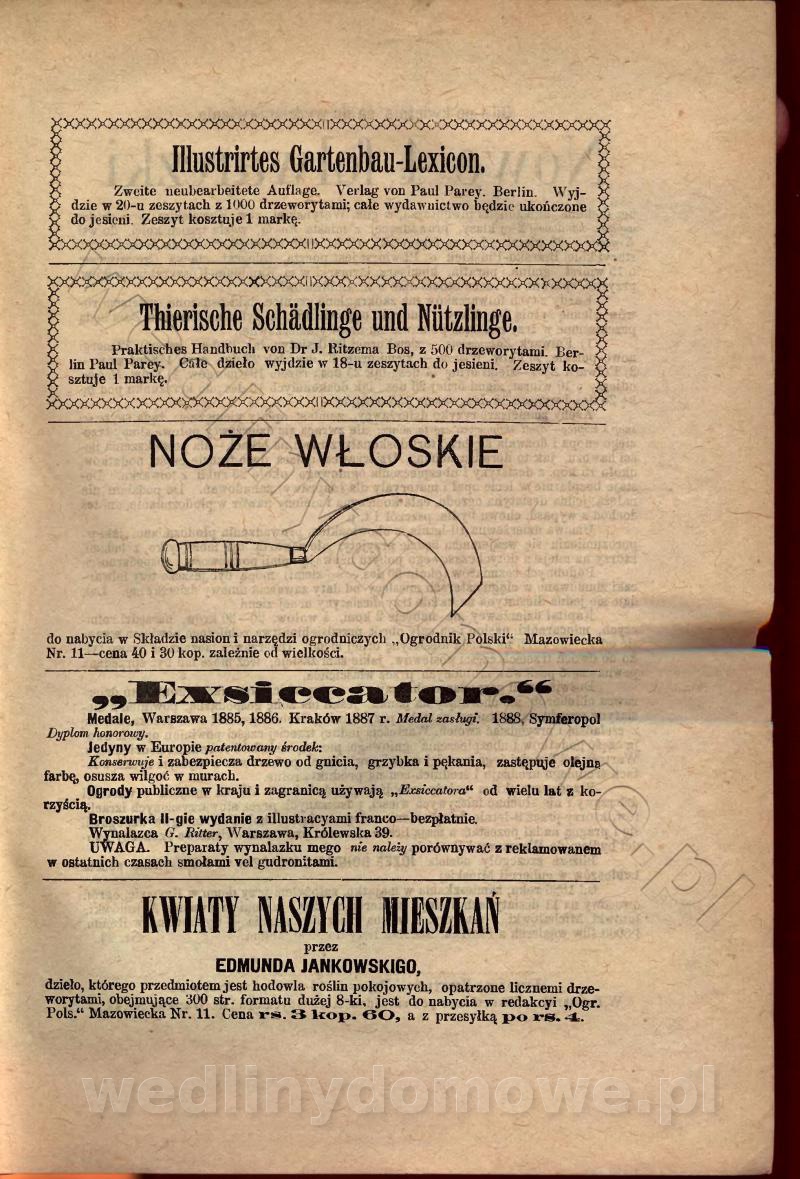 Illustrirtes Gartenbau-Lexicon.
Zweite neubearbeitete Auflage. Verlag von Paul Parey. Berlin. Wyj-
dzie w 20-u zeszytach z 1000 drzeworytami; całe wydawnictwo będzie ukończone
do jesieni. Zeszyt kosztuje 1 markę.
Thierische Schädlinge und Nützlinge.
Praktisches Handbuch von Dr J. Ritzema Bos, z 500 drzeworytami. Ber-
lin Paul Parey. Całe dzieło wyjdzie w 18-u zeszytach do jesieni. Zeszyt ko-
sztuje 1 markę.
NOŻE WŁOSKIE
do nabycia w Składzie nasion i narzędzi ogrodniczych „Ogrodnik Polski“ Mazowiecka
Nr. 11—cena 40 i 30 kop. zależnie od wielkości.
„Exsiccator.“
Medale, Warszawa 1885, 1886. Kraków 1887 r. Medal zasługi. 1888, Symferopol
Dyplom honorowy.
Jedyny w Europie patentowany środek:
Konserwuje i zabezpiecza drzewo od gnicia, grzybka i pękania, zastępuje olejną
farbę, osusza wilgoć w murach.
Ogrody publiczne w kraju i zagranicą używają „Exsiccatora“ od wielu lat z ko-
rzyścią.
Broszurka II-gie wydanie z illustracyami franco—bezpłatnie.
Wynalazca G. Ritter, Warszawa, Królewska 39.
UWAGA. Preparaty wynalazku mego nie należy porównywać z reklamowanem
w ostatnich czasach smołami vel gudronitami.
KWIATY NASZYCH MIESZKAŃ
przez
EDMUNDA JANKOWSKIGO,
dzieło, którego przedmiotem jest hodowla roślin pokojowych, opatrzone licznemi drze-
worytami, obejmujące 300 str. formatu dużej 8-ki, jest do nabycia w redakcyi „Ogr.
Pols.“ Mazowiecka Nr. 11. Cena rs. 3 kop. 60, a z przesyłką po rs. 4.
wedlinydomowe.pl